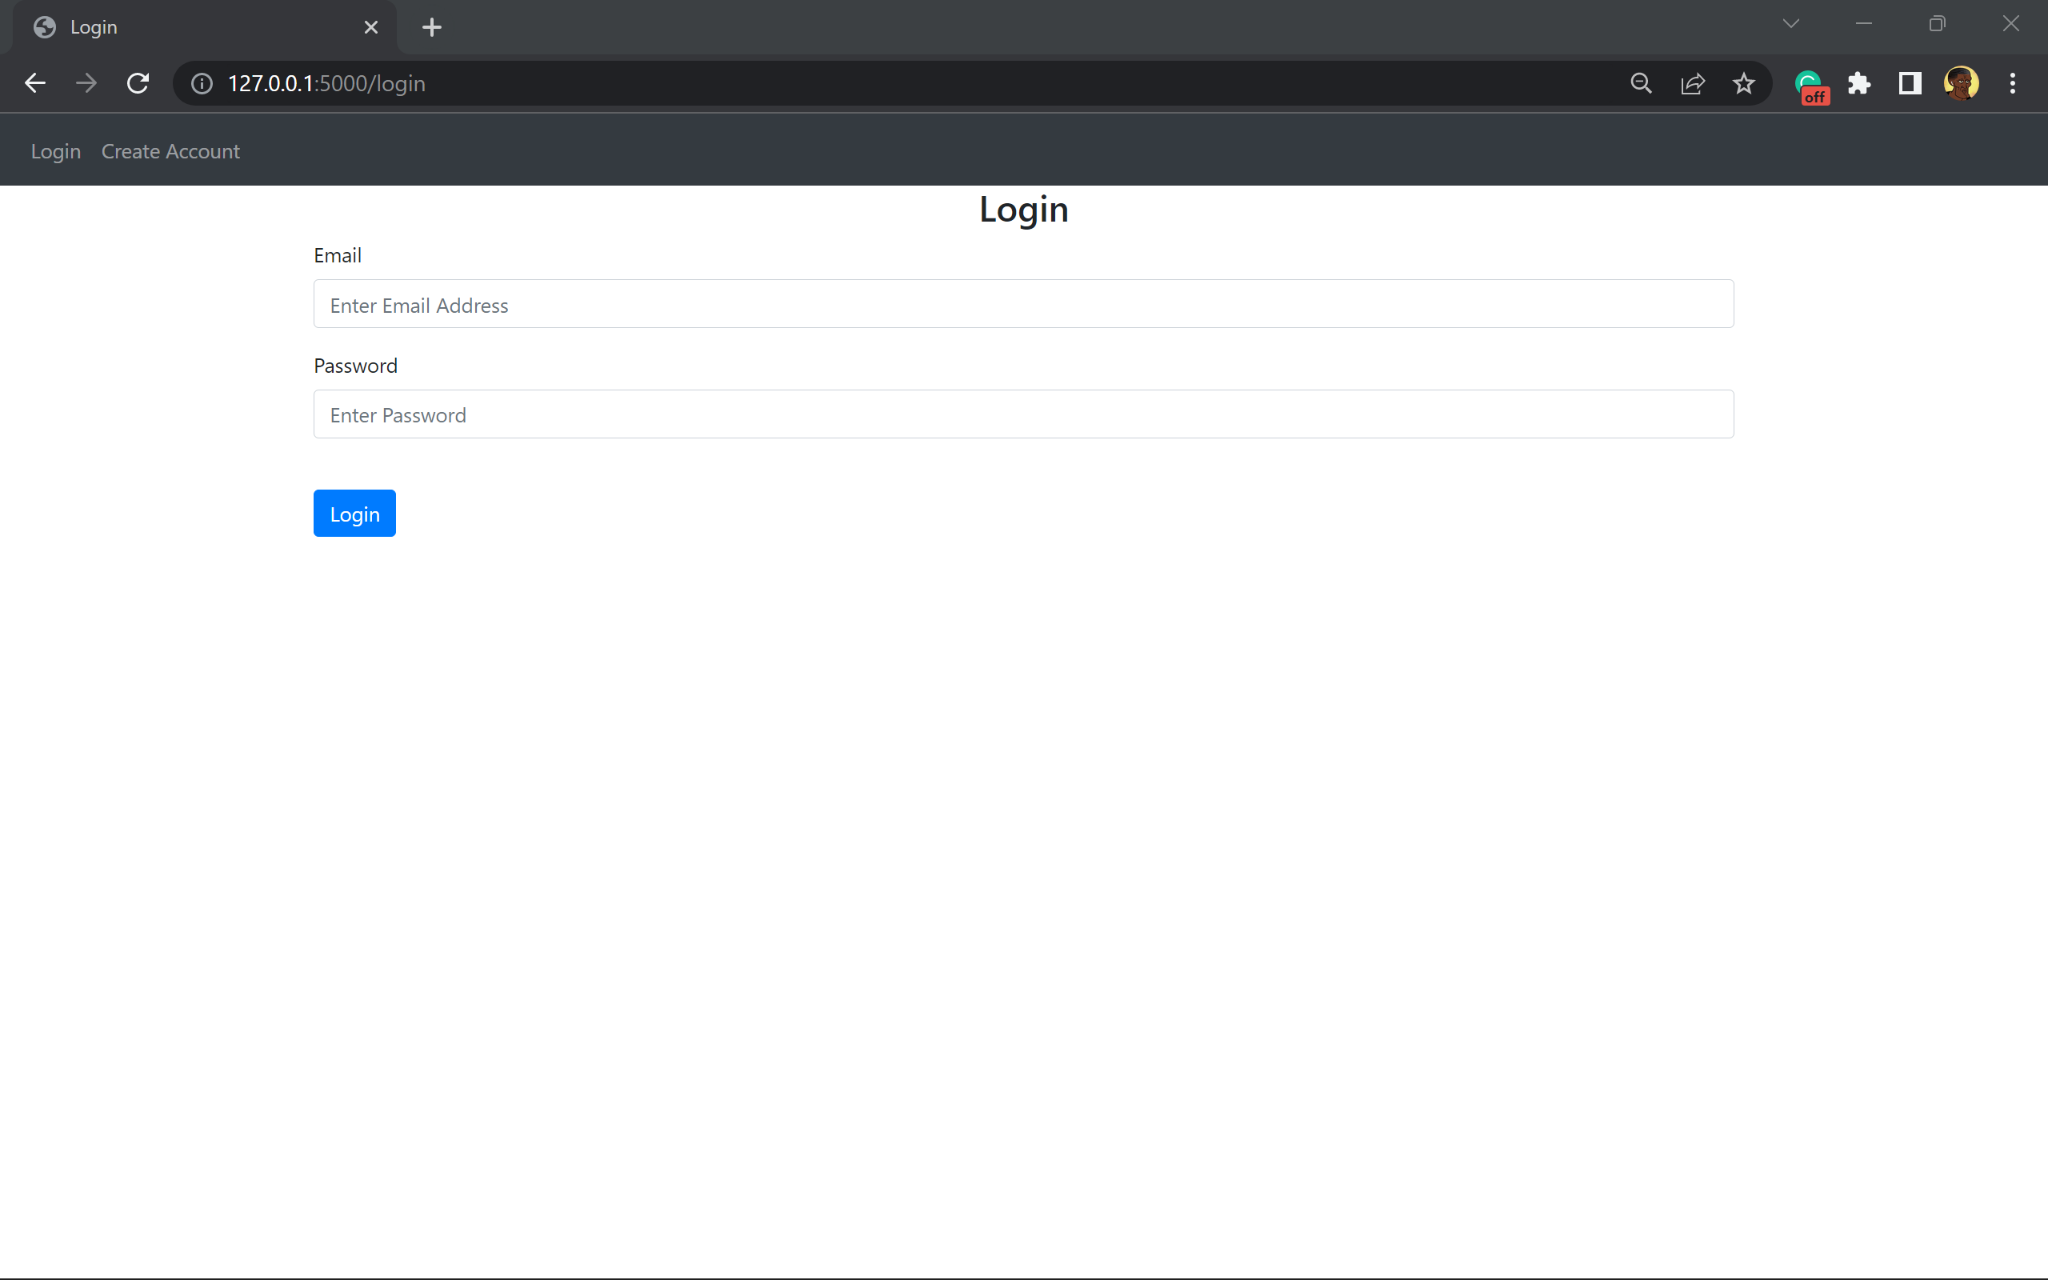 Login
127.0.0.1:5000/login
off
Login Create Account
Login
Email
Enter Email Address
Password
Enter Password
Login